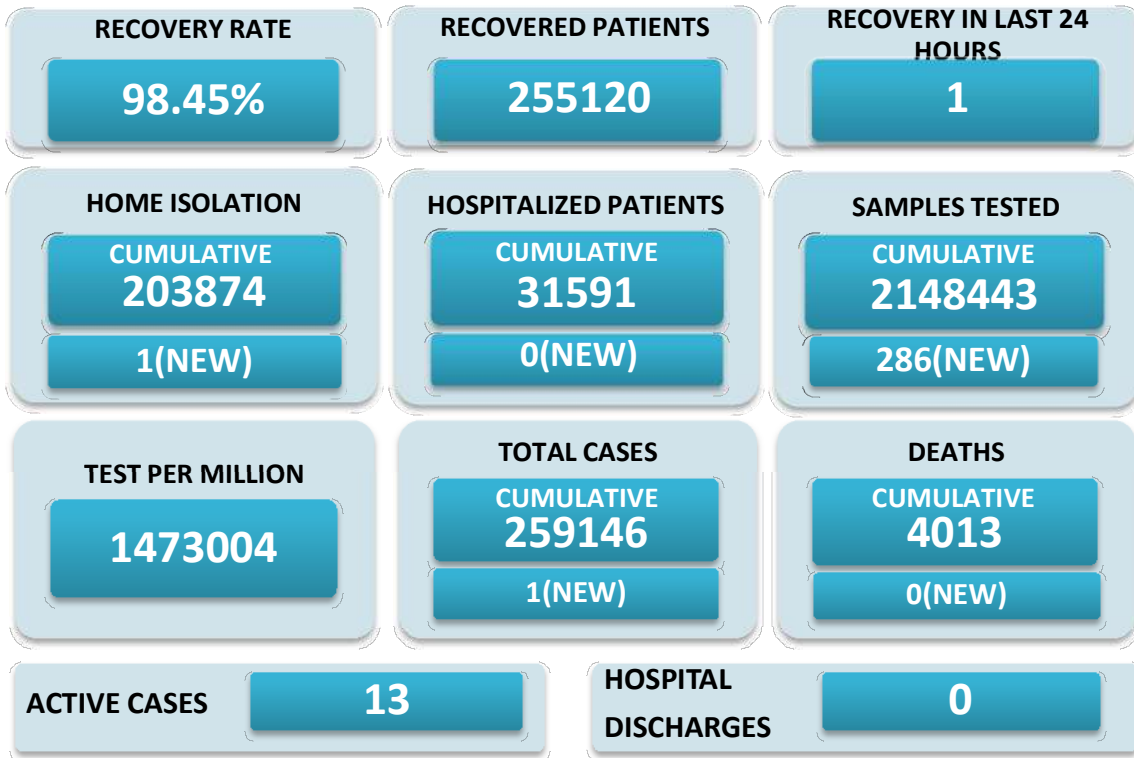 RECOVERY RATE
98.45%
RECOVERED PATIENTS
255120
RECOVERY IN LAST 24
HOURS
1
HOME ISOLATION
CUMULATIVE
203874
1(NEW)
HOSPITALIZED PATIENTS
CUMULATIVE
31591
0(NEW)
SAMPLES TESTED
CUMULATIVE
2148443
286(NEW)
TEST PER MILLION
1473004
TOTAL CASES
CUMULATIVE
259146
1(NEW)
DEATHS
CUMULATIVE
4013
0(NEW)
ACTIVE CASES
13
HOSPITAL
DISCHARGES
0